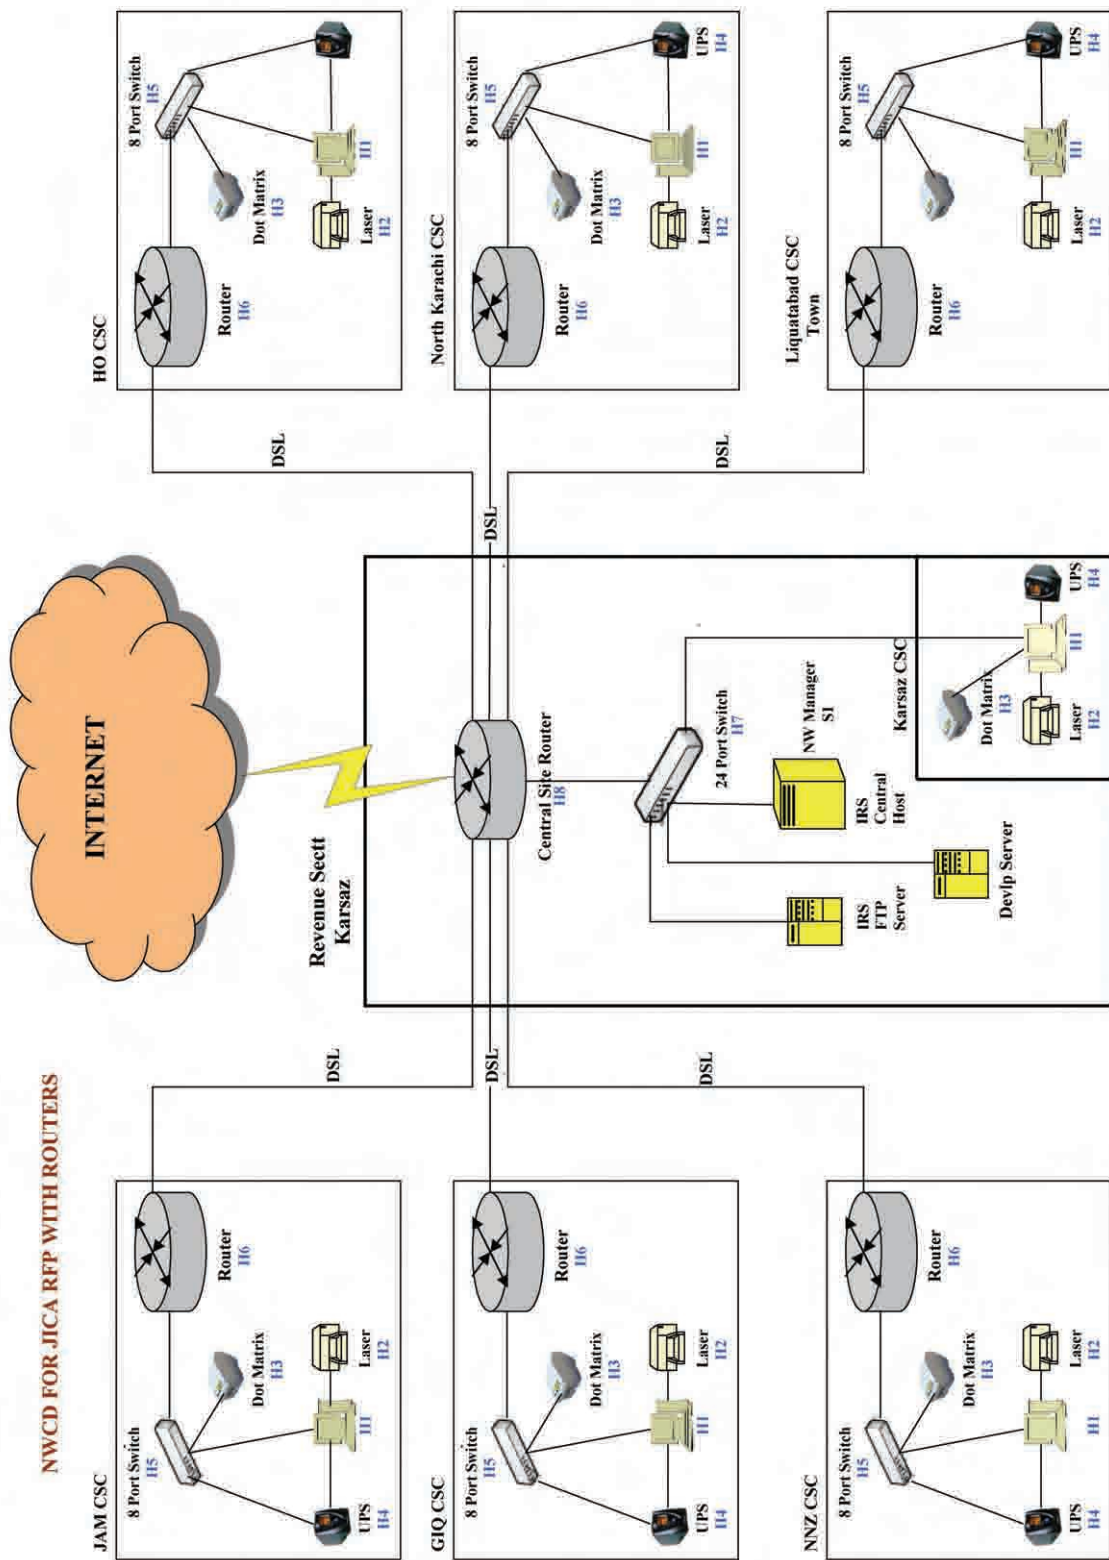 NWCD FOR JICA RFP WITH ROUTERS
INTERNET
JAM CSC
8 Port Switch
H5
Router
H6
Dot Matrix
H3
UPS
H4
H1
Laser
H2
DSL
GIQ CSC
8 Port Switch
H5
Router
H6
Dot Matrix
H3
UPS
H4
H1
Laser
H2
DSL
NNZ CSC
8 Port Switch
H5
Router
H6
Dot Matrix
H3
UPS
H4
H1
Laser
H2
DSL
Revenue Sectt
Karsaz
Central Site Router
H8
24 Port Switch
H7
NW Manager
S1
IRS
FTP
Server
IRS
Central
Host
Devlp Server
Karsaz CSC
Dot Matrix
H3
Laser
H2
H1
UPS
H4
HO CSC
8 Port Switch
H5
Router
H6
Dot Matrix
H3
Laser
H2
H1
DSL
North Karachi CSC
8 Port Switch
H5
Router
H6
Dot Matrix
H3
Laser
H2
H1
UPS
H4
DSL
Liquatabad CSC
Town
8 Port Switch
H5
Router
H6
Laser
H2
H1
UPS
H4
DSL